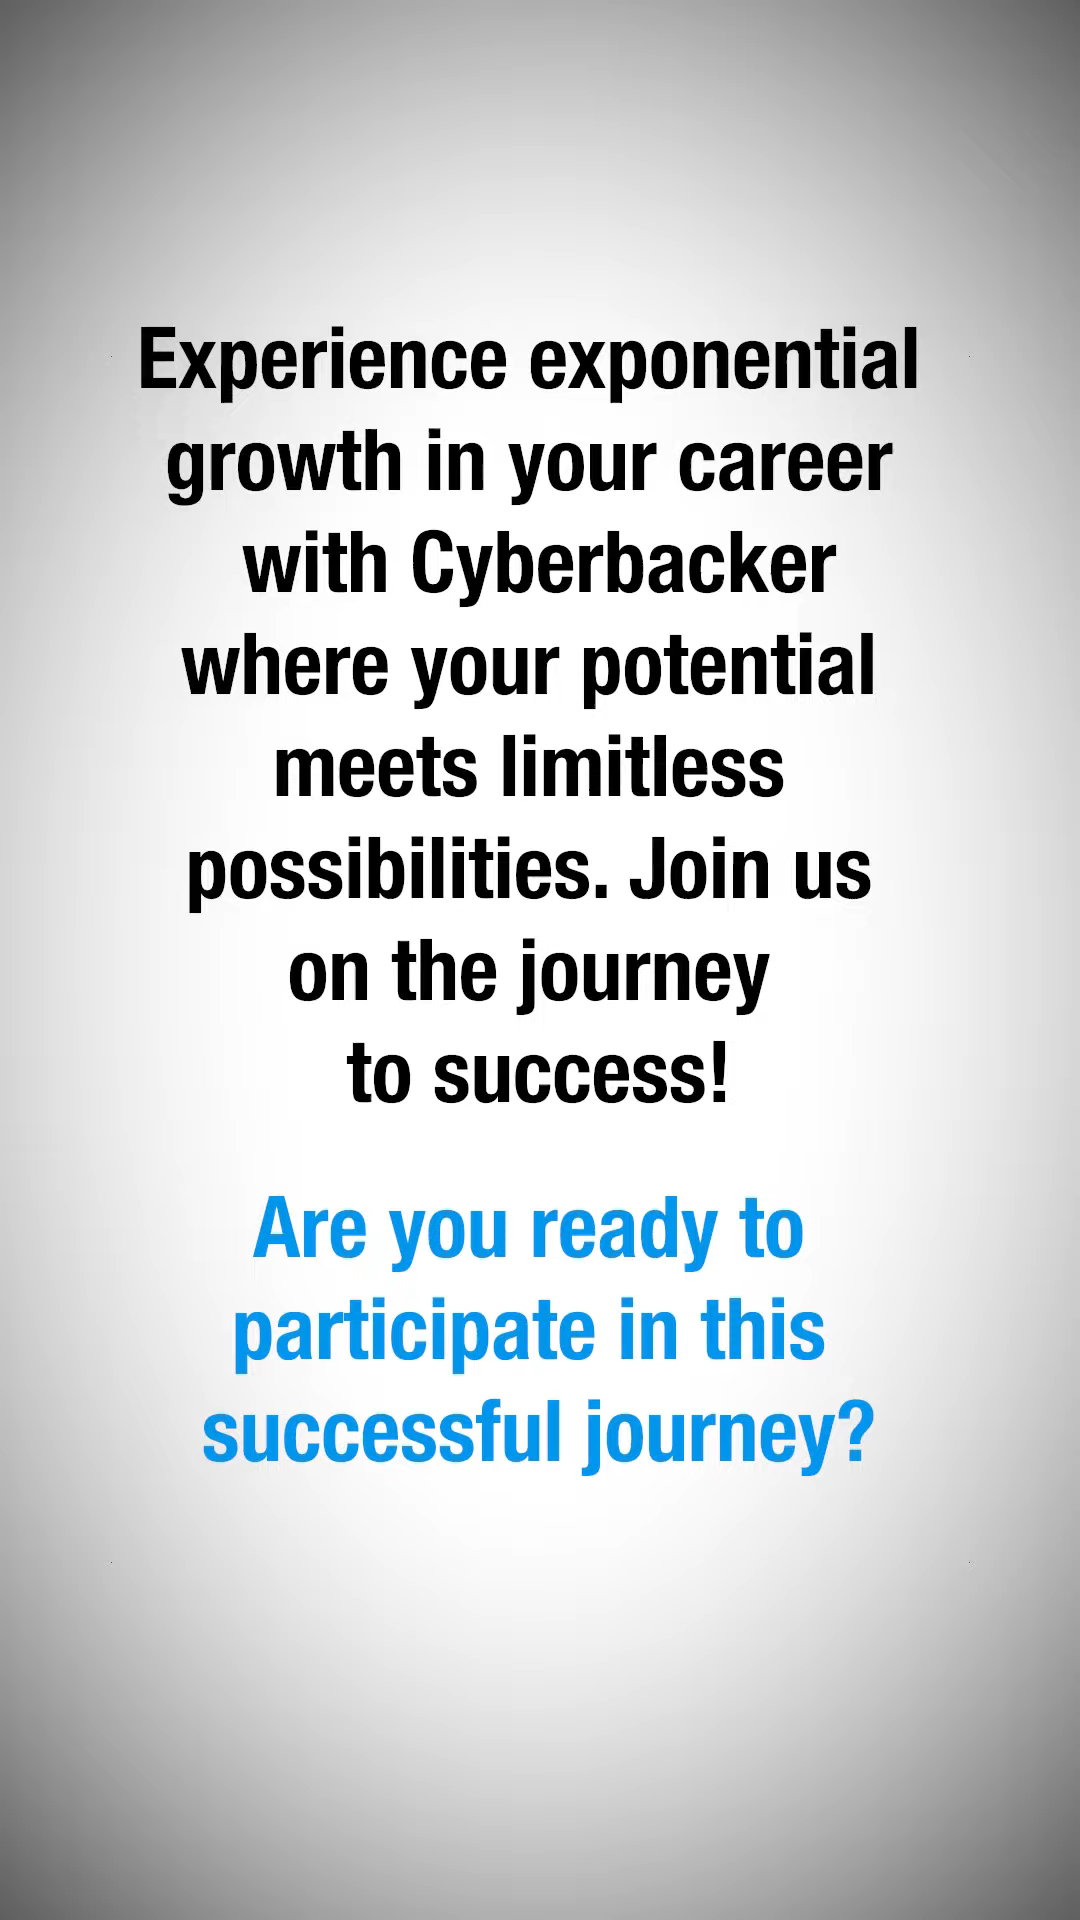 Experience exponential
growth in your career
with Cyberbacker
where your potential
meets limitless
possibilities. Join us
on the journey
to success!
Are you ready to
participate in this
successful journey?